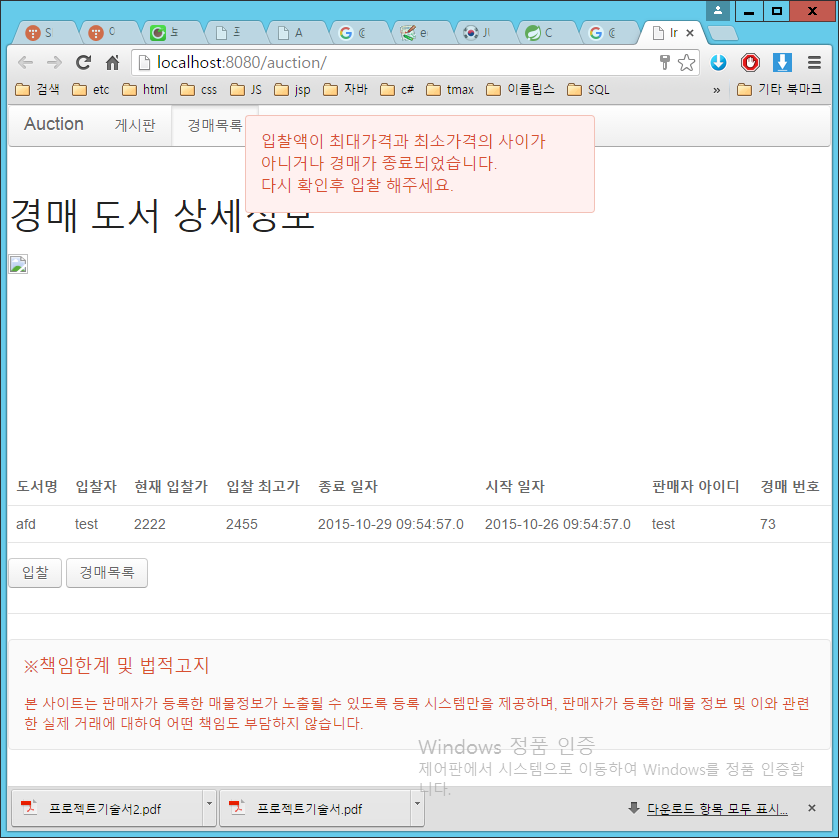 localhost:8080/auction/
검색 etc html css JS jsp 자바 c# tmax 이클립스 SQL » 기타 북마크
Auction 게시판 경매목록
입찰액이 최대가격과 최소가격의 사이가
아니거나 경매가 종료되었습니다.
다시 확인후 입찰 해주세요.
경매 도서 상세정보
도서명 입찰자 현재 입찰가 입찰 최고가 종료 일자 시작 일자 판매자 아이디 경매 번호
afd test 2222 2455 2015-10-29 09:54:57.0 2015-10-26 09:54:57.0 test 73
입찰 경매목록
※책임한계 및 법적고지
본 사이트는 판매자가 등록한 매물정보가 노출될 수 있도록 등록 시스템만을 제공하며, 판매자가 등록한 매물 정보 및 이와 관련
한 실제 거래에 대하여 어떤 책임도 부담하지 않습니다.
Windows 정품 인증
제어판에서 시스템으로 이동하여 Windows를 정품 인증합
니다.
프로젝트기술서2.pdf 프로젝트기술서.pdf 다운로드 항목 모두 표시...